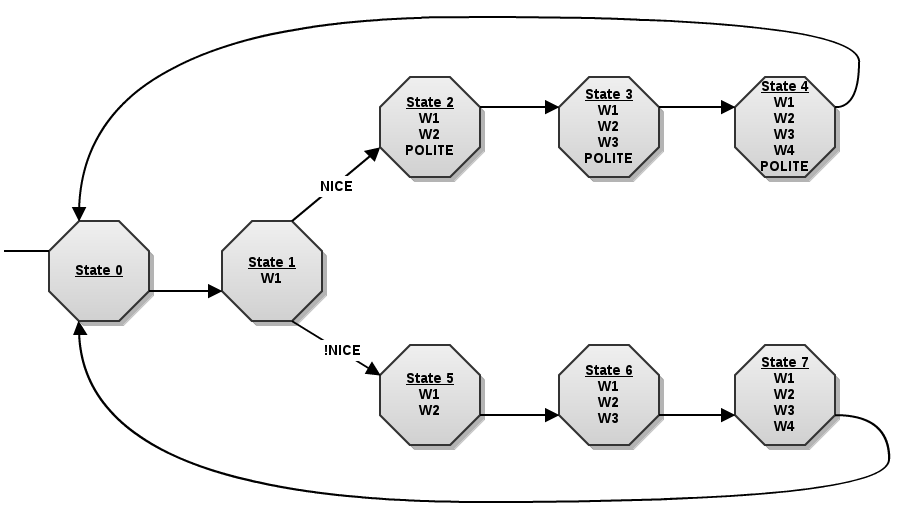 State 2
W1
W2
POLITE
State 3
W1
W2
W3
POLITE
State 4
W1
W2
W3
W4
POLITE
NICE
State 0
State 1
W1
!NICE
State 5
W1
W2
State 6
W1
W2
W3
State 7
W1
W2
W3
W4